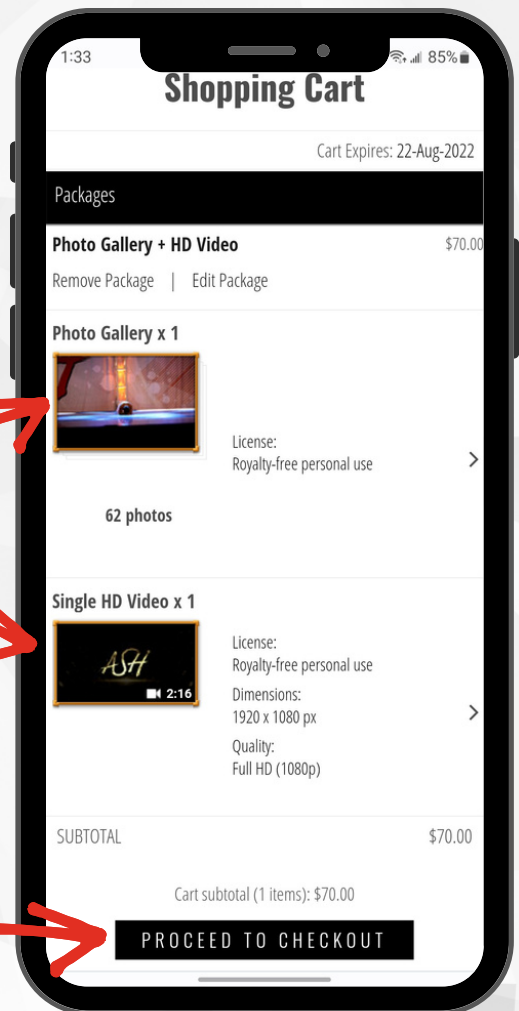 1:33 85%
Shopping Cart
Cart Expires: 22-Aug-2022
Packages
Photo Gallery + HD Video $70.00
Remove Package | Edit Package
Photo Gallery x 1
License:
Royalty-free personal use
62 photos
Single HD Video x 1
ASH
2:16
License:
Royalty-free personal use
Dimensions:
1920 x 1080 px
Quality:
Full HD (1080p)
SUBTOTAL $70.00
Cart subtotal (1 items): $70.00
PROCEED TO CHECKOUT